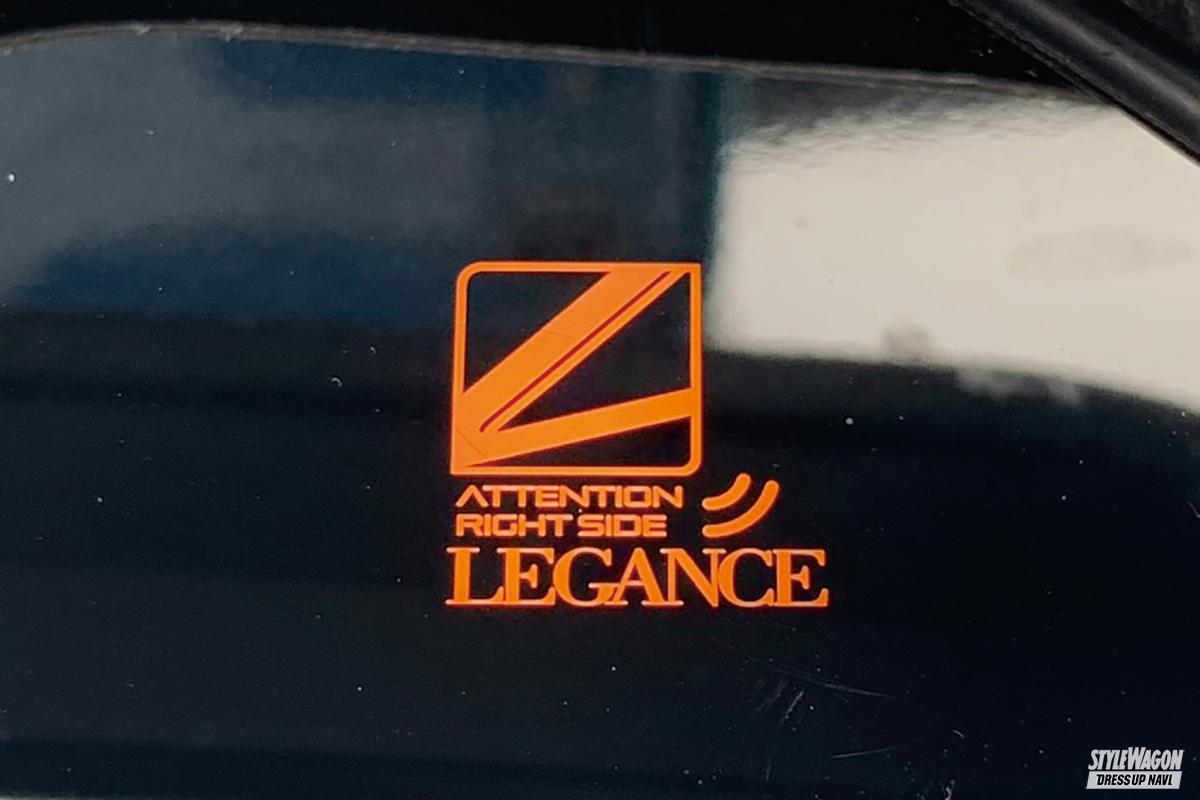 ATTENTION
RIGHT SIDE
LEGANCE
STYLEWAGON
DRESS UP NAVI.